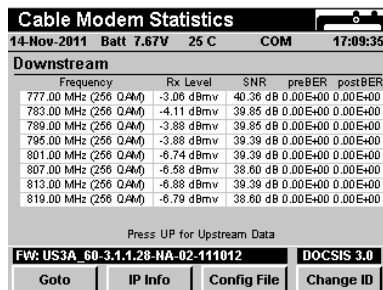 Cable Modem Statistics
14-Nov-2011 Batt 7.67V 25 C COM 17:09:35
Downstream
Frequency Rx Level SNR preBER postBER
777.00 MHz (256 QAM) -3.06 dBmv 40.36 dB 0.00E+00 0.00E+00
783.00 MHz (256 QAM) -4.11 dBmv 39.85 dB 0.00E+00 0.00E+00
789.00 MHz (256 QAM) -3.88 dBmv 39.85 dB 0.00E+00 0.00E+00
795.00 MHz (256 QAM) -3.88 dBmv 39.39 dB 0.00E+00 0.00E+00
801.00 MHz (256 QAM) -6.74 dBmv 39.39 dB 0.00E+00 0.00E+00
807.00 MHz (256 QAM) -6.58 dBmv 38.60 dB 0.00E+00 0.00E+00
813.00 MHz (256 QAM) -6.88 dBmv 39.39 dB 0.00E+00 0.00E+00
819.00 MHz (256 QAM) -6.79 dBmv 38.60 dB 0.00E+00 0.00E+00
Press UP for Upstream Data
FW: US3A_60-3.1.1.28-NA-02-111012 DOCSIS 3.0
Goto IP Info Config File Change ID